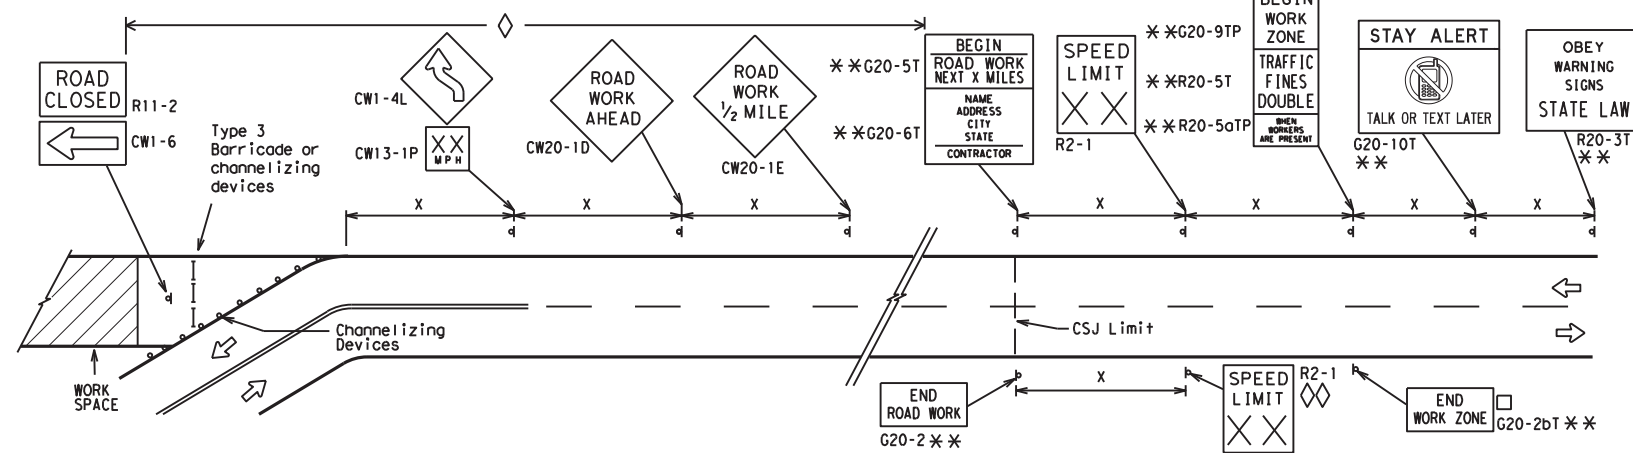 ROAD
CLOSED
R11-2
CW1-6
Type 3
Barricade or
channelizing
devices
CW1-4L
XX
MPH
CW13-1P
ROAD
WORK
AHEAD
CW20-1D
ROAD
WORK
1/2 MILE
CW20-1E
**G20-5T
**G20-6T
BEGIN
ROAD WORK
NEXT X MILES
NAME
ADDRESS
CITY
STATE
CONTRACTOR
SPEED
LIMIT
XX
R2-1
**G20-9TP
**R20-5T
**R20-5aTP
BEGIN
WORK
ZONE
TRAFFIC
FINES
DOUBLE
WHEN
WORKERS
ARE PRESENT
STAY ALERT
TALK OR TEXT LATER
G20-10T
**
OBEY
WARNING
SIGNS
STATE LAW
R20-3T
**
X
X
X
X
X
X
X
Channelizing
Devices
WORK
SPACE
CSJ Limit
END
ROAD WORK
G20-2 **
X
SPEED
LIMIT
XX
R2-1
END
WORK ZONE
G20-2bT **